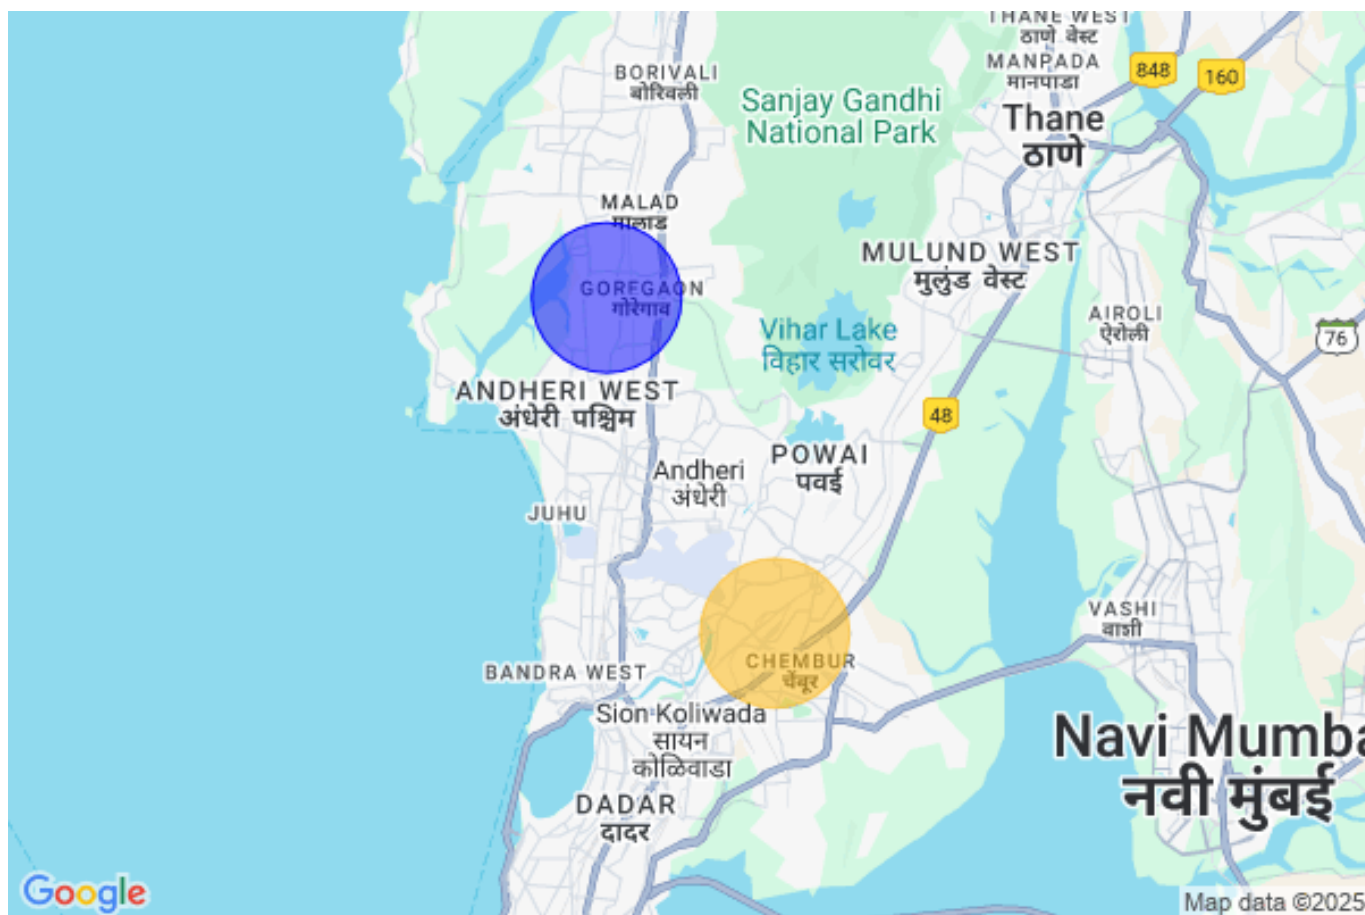 THANE WEST
ठाणे वेस्ट
MANPADA
मानपाडा
848
160
BORIVALI
बोरिवली
Sanjay Gandhi
National Park
Thane
ठाणे
MALAD
मालाड
MULUND WEST
मुलुंड वेस्ट
GOREGAON
गोरेगाव
AIROLI
ऐरोली
Vihar Lake
विहार सरोवर
76
ANDHERI WEST
अंधेरी पश्चिम
48
POWAI
पवई
Andheri
अंधेरी
JUHU
VASHI
वाशी
CHEMBUR
चेंबूर
BANDRA WEST
Sion Koliwada
सायन
कोळिवाडा
Navi Mumba
नवी मुंबई
DADAR
दादर
Google
Map data ©2025